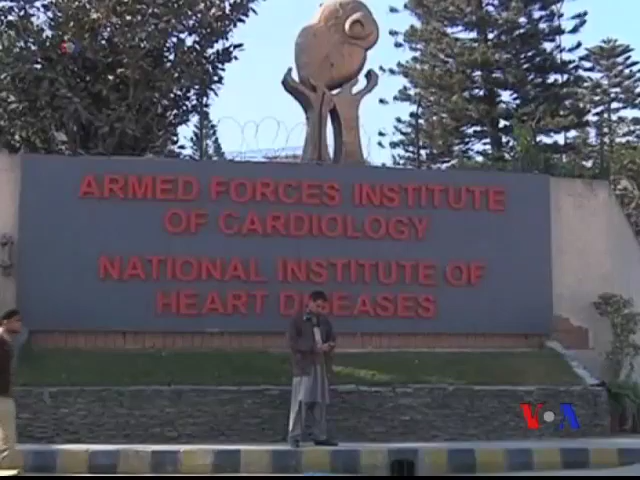 ARMED FORCES INSTITUTE
OF CARDIOLOGY
NATIONAL INSTITUTE OF
HEART DISEASES
VOA